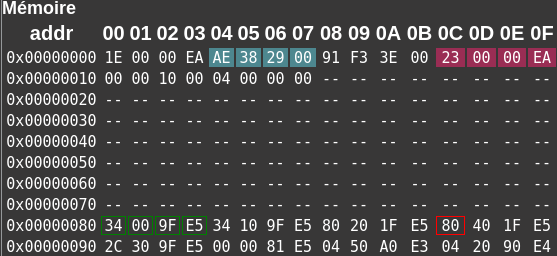 Mémoire
addr 00 01 02 03 04 05 06 07 08 09 0A 0B 0C 0D 0E 0F
0x00000000 1E 00 00 EA AE 38 29 00 91 F3 3E 00 23 00 00 EA
0x00000010 00 00 10 00 04 00 00 00 -- -- -- -- -- -- -- --
0x00000020 -- -- -- -- -- -- -- -- -- -- -- -- -- -- -- --
0x00000030 -- -- -- -- -- -- -- -- -- -- -- -- -- -- -- --
0x00000040 -- -- -- -- -- -- -- -- -- -- -- -- -- -- -- --
0x00000050 -- -- -- -- -- -- -- -- -- -- -- -- -- -- -- --
0x00000060 -- -- -- -- -- -- -- -- -- -- -- -- -- -- -- --
0x00000070 -- -- -- -- -- -- -- -- -- -- -- -- -- -- -- --
0x00000080 34 00 9F E5 34 10 9F E5 80 20 1F E5 80 40 1F E5
0x00000090 2C 30 9F E5 00 00 81 E5 04 50 A0 E3 04 20 90 E4